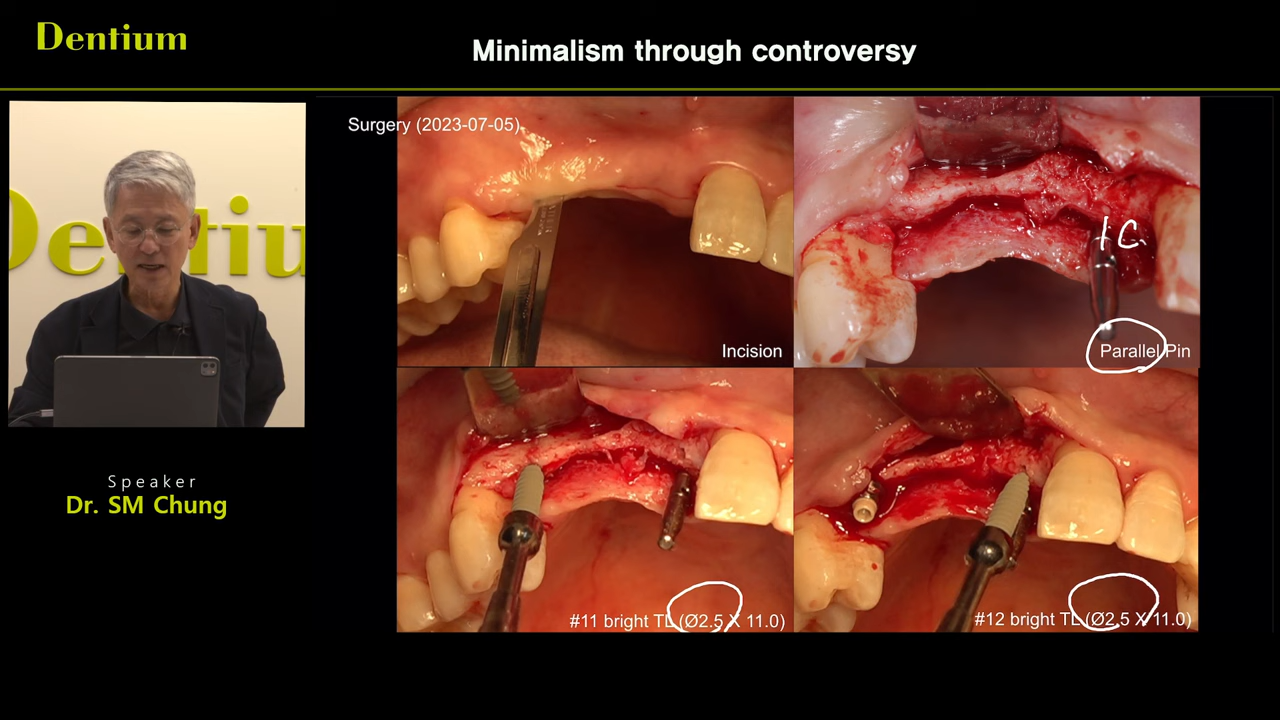 Dentium
Minimalism through controversy
Surgery (2023-07-05)
Incision
I C.
Parallel Pin
#11 bright TL (Ø2.5 X 11.0)
#12 bright TL (Ø2.5 X 11.0)
Speaker
Dr. SM Chung